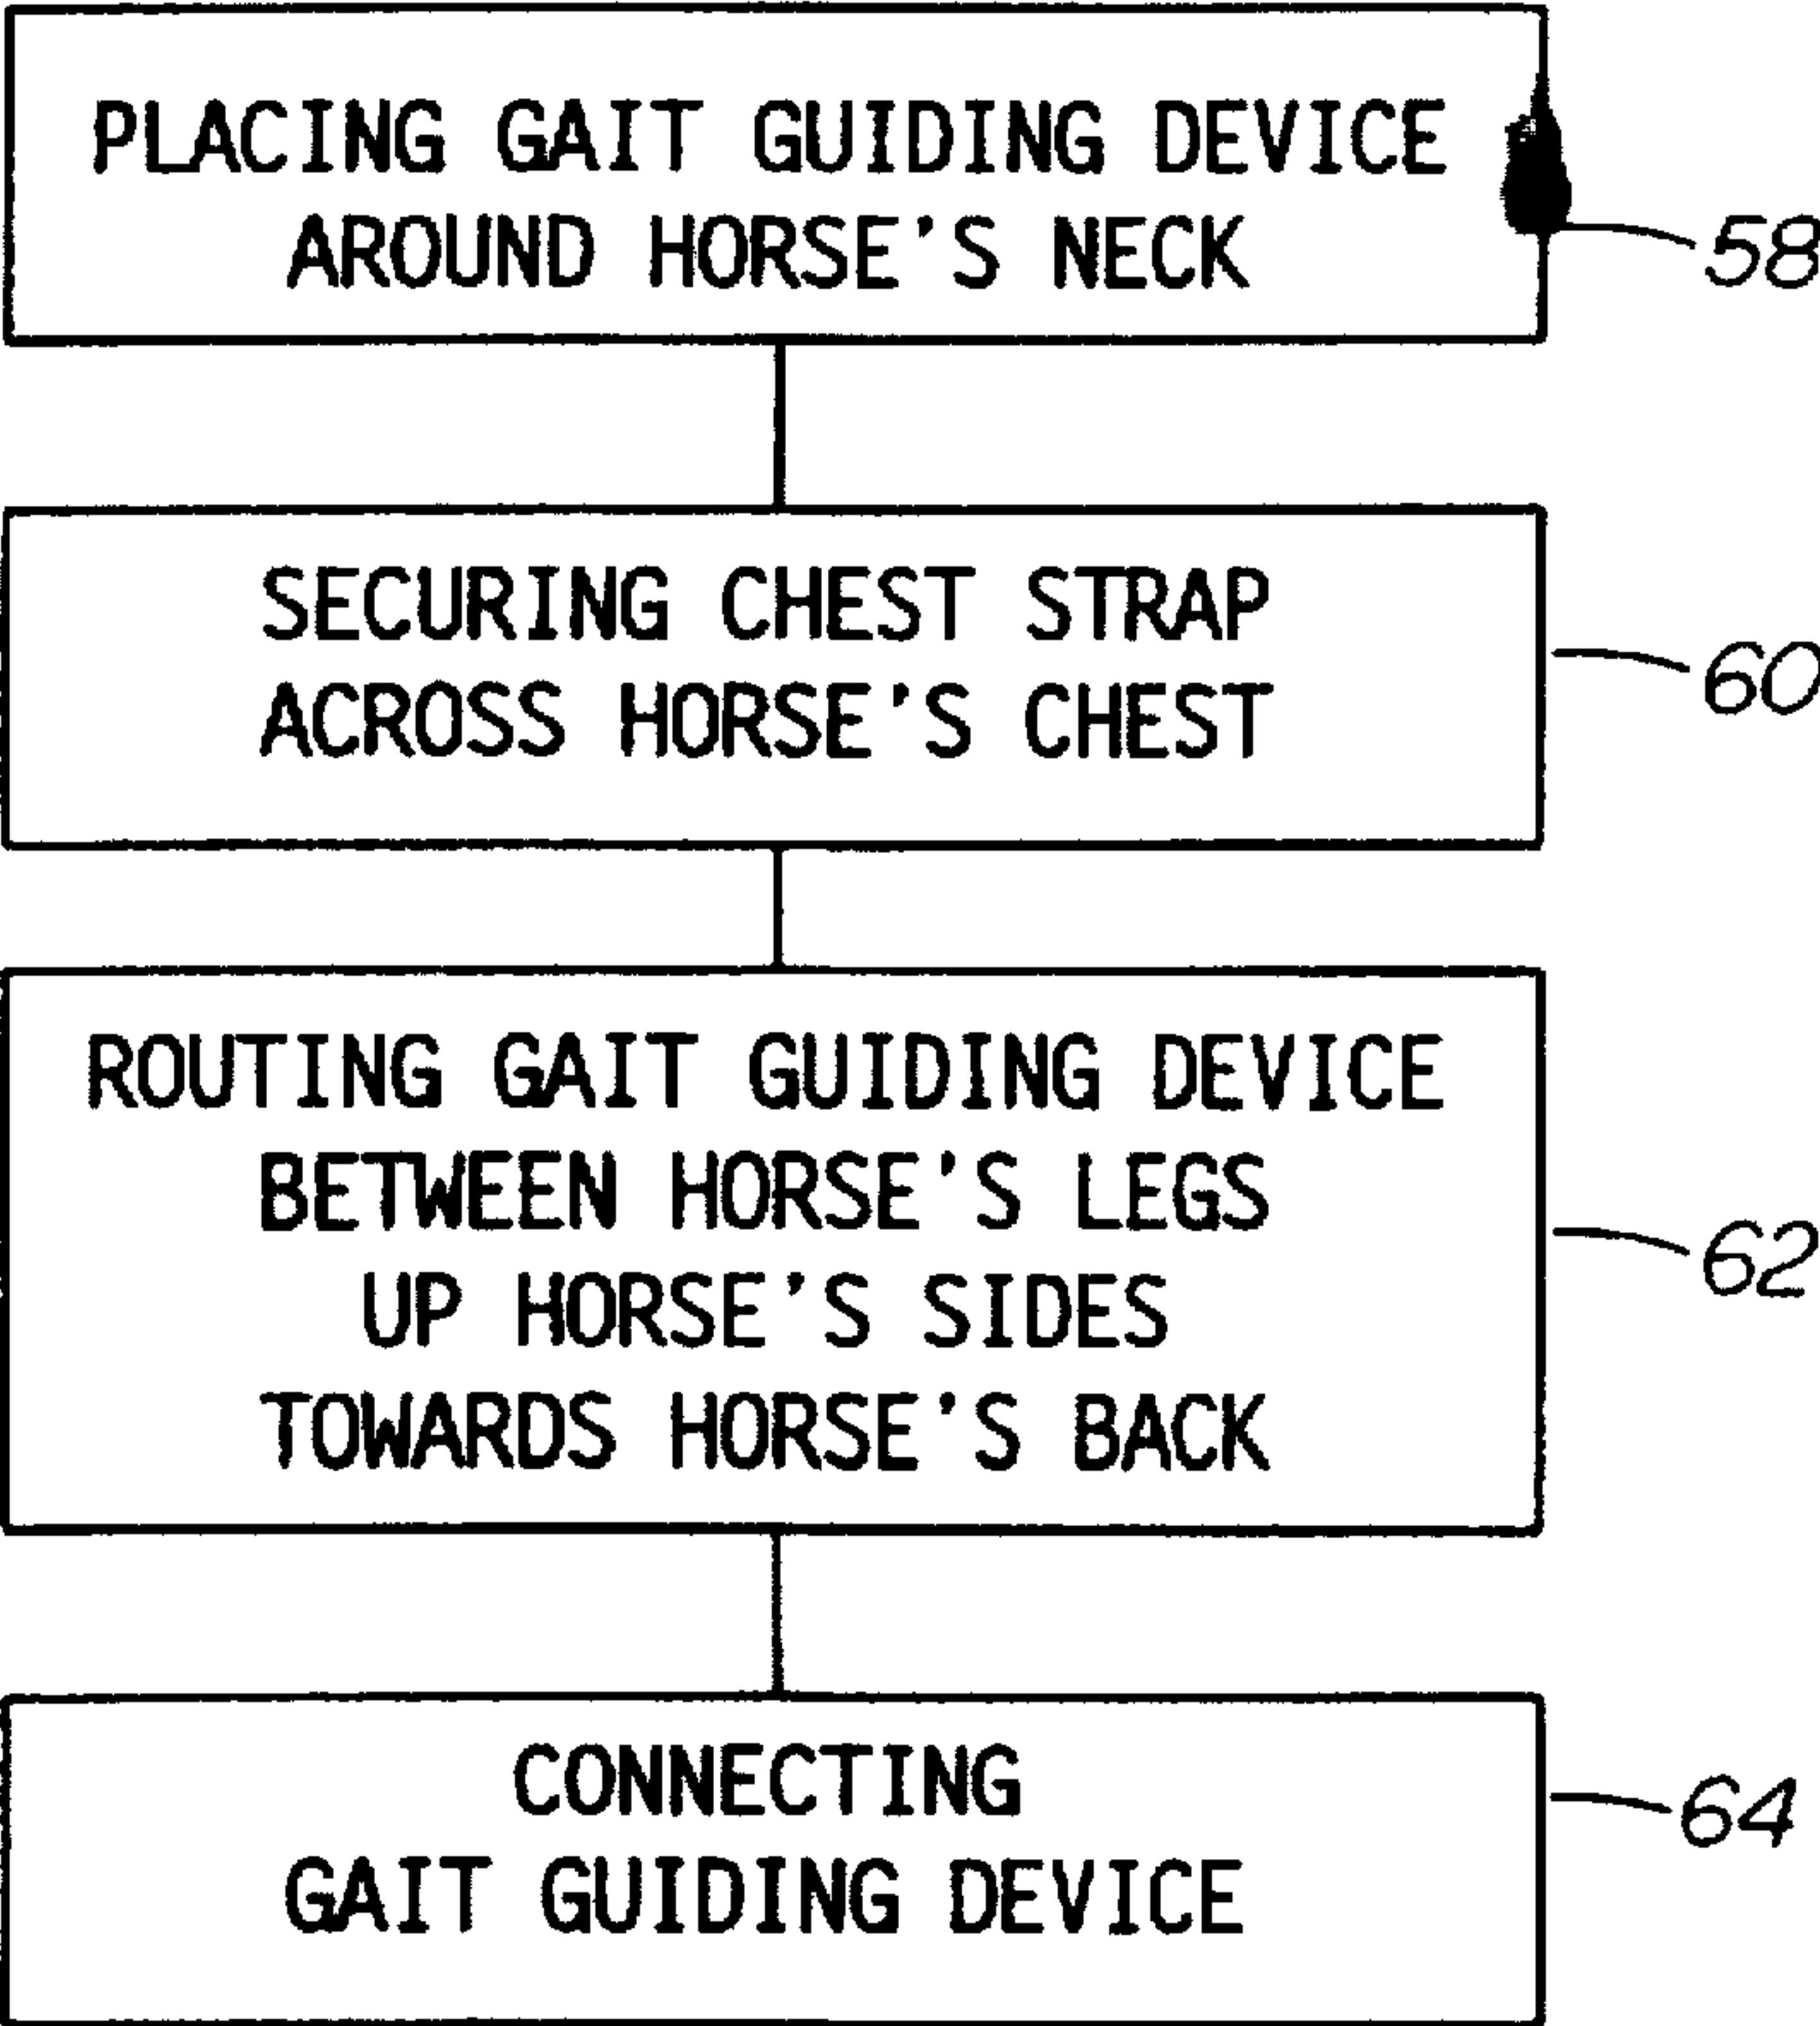 PLACING GAIT GUIDING DEVICE
AROUND HORSE'S NECK
58
SECURING CHEST STRAP
ACROSS HORSE'S CHEST
60
ROUTING GAIT GUIDING DEVICE
BETWEEN HORSE'S LEGS
UP HORSE'S SIDES
TOWARDS HORSE'S BACK
62
CONNECTING
GAIT GUIDING DEVICE
64